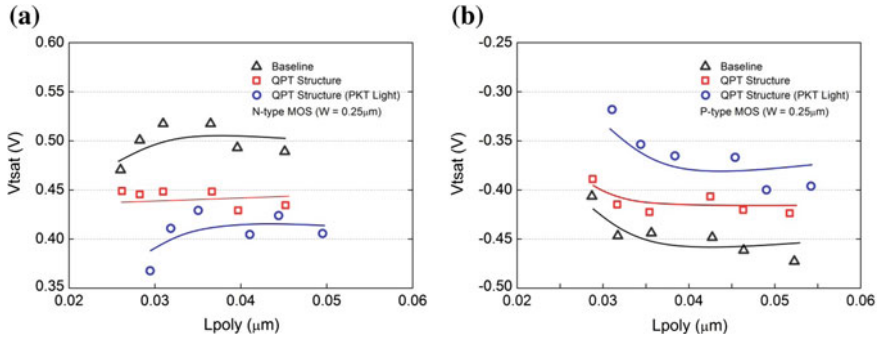 (a)
0.60
0.55
0.50
0.45
0.40
0.35
Vtsat (V)
Baseline
QPT Structure
QPT Structure (PKT Light)
N-type MOS (W = 0.25μm)
0.02
0.03
0.04
0.05
0.06
Lpoly (μm)
(b)
-0.25
-0.30
-0.35
-0.40
-0.45
-0.50
Vtsat (V)
Baseline
QPT Structure
QPT Structure (PKT Light)
P-type MOS (W = 0.25μm)
0.02
0.03
0.04
0.05
0.06
Lpoly (μm)